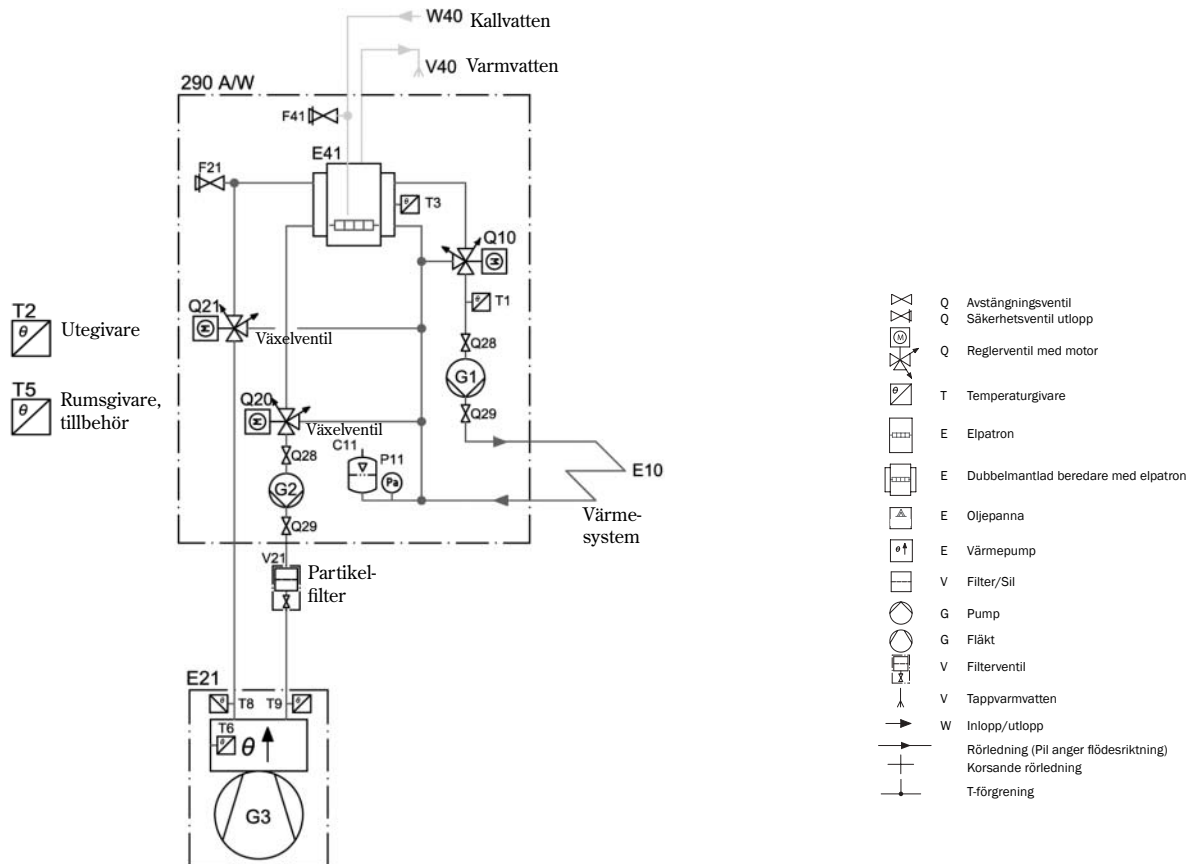 W40 Kallvatten
V40 Varmvatten
290 A/W
F41
E41
F21
θ T3
Q10
M
θ T1
Q21
M
Växelventil
T2
θ Utegivare
T5
θ Rumsgivare,
tillbehör
Q28
G1
Q29
Q20
M
Växelventil
C11
P11
Pa
Q28
G2
Q29
E10
Värme-
system
V21
Partikel-
filter
E21
θ T8 T9 θ
T6
θ θ
G3
Q Avstängningsventil
Q Säkerhetsventil utlopp
M
Q Reglerventil med motor
θ T Temperaturgivare
E Elpatron
E Dubbelmantlad beredare med elpatron
E Oljepanna
θ E Värmepump
V Filter/Sil
G Pump
G Fläkt
V Filterventil
V Tappvarmvatten
W Inlopp/utlopp
Rörledning (Pil anger flödesriktning)
Korsande rörledning
T-förgrening